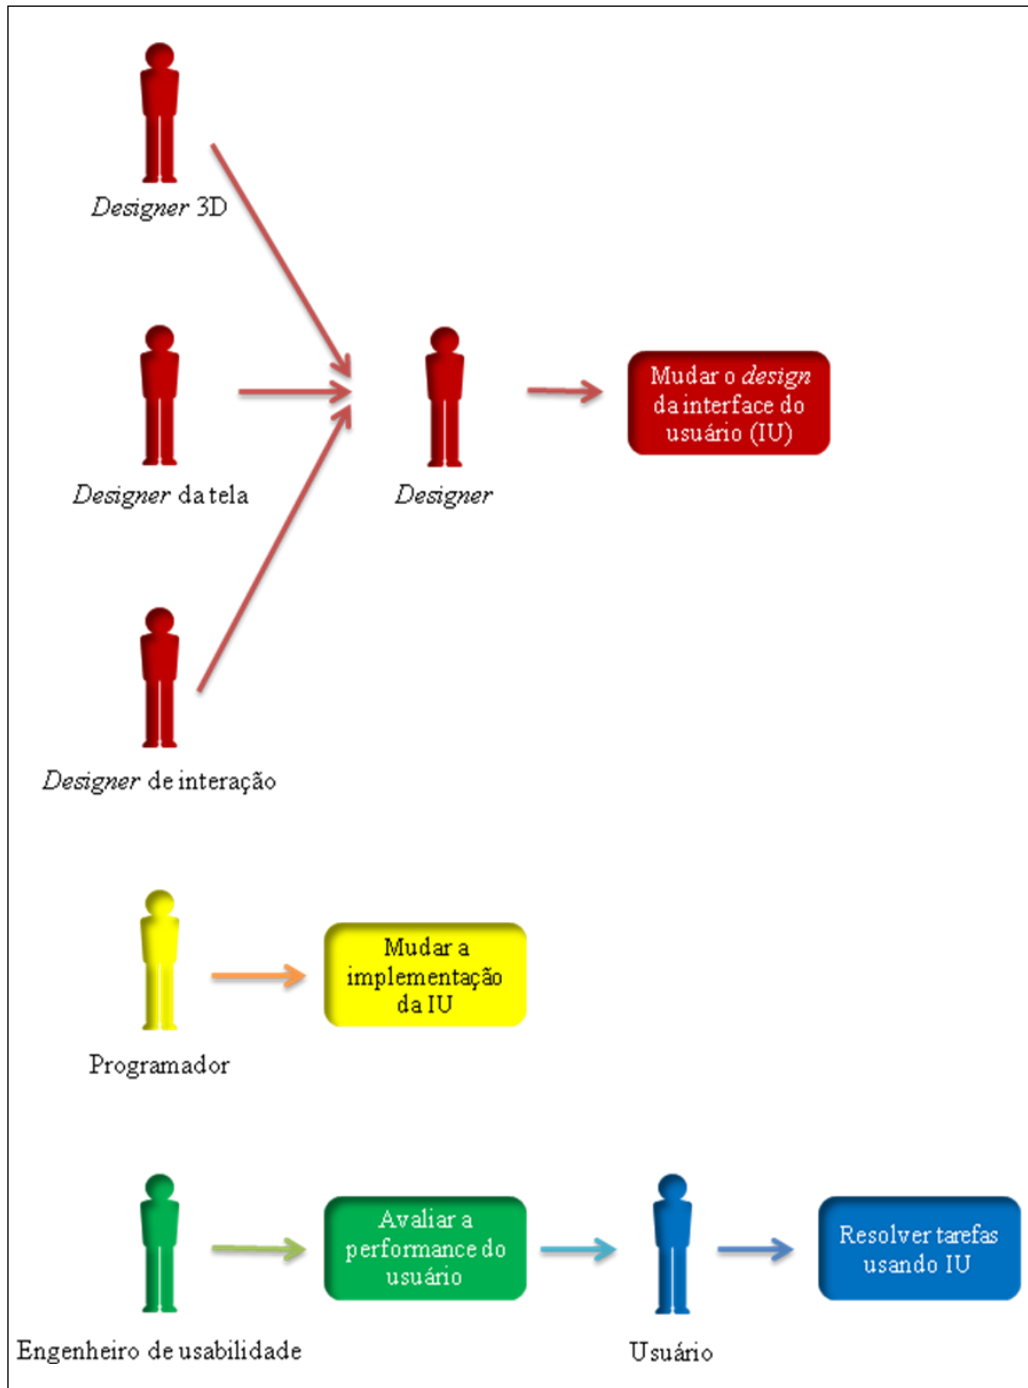 Designer 3D
Mudar o design
da interface do
usuário (IU)
Designer da tela
Designer
Designer de interação
Mudar a
implementação
da IU
Programador
Avaliar a
performance do
usuário
Resolver tarefas
usando IU
Engenheiro de usabilidade
Usuário